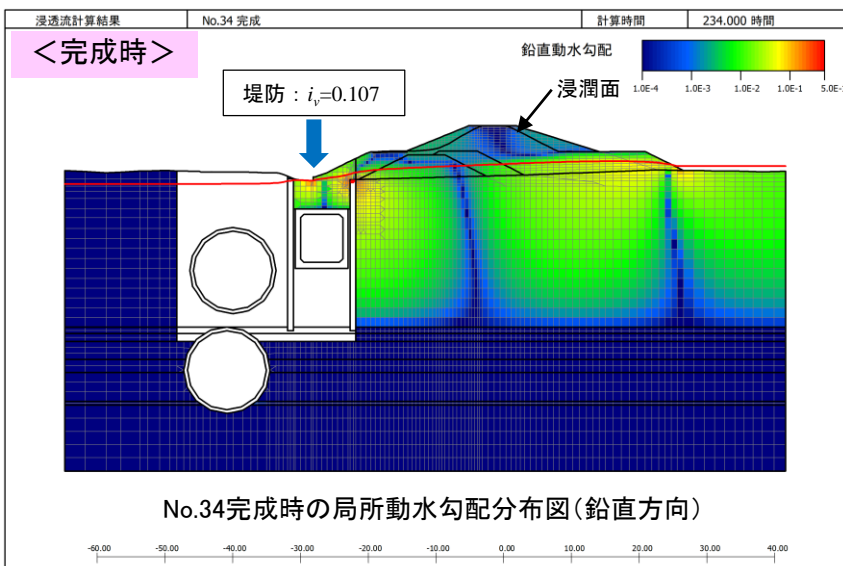 浸透流計算結果 No.34 完成 計算時間 234.000 時間
＜完成時＞
鉛直動水勾配
1.0E-4 1.0E-3 1.0E-2 1.0E-1 5.0E-1
堤防：iv=0.107
浸潤面
No.34完成時の局所動水勾配分布図（鉛直方向）
-60.00 -50.00 -40.00 -30.00 -20.00 -10.00 0.00 10.00 20.00 30.00 40.00